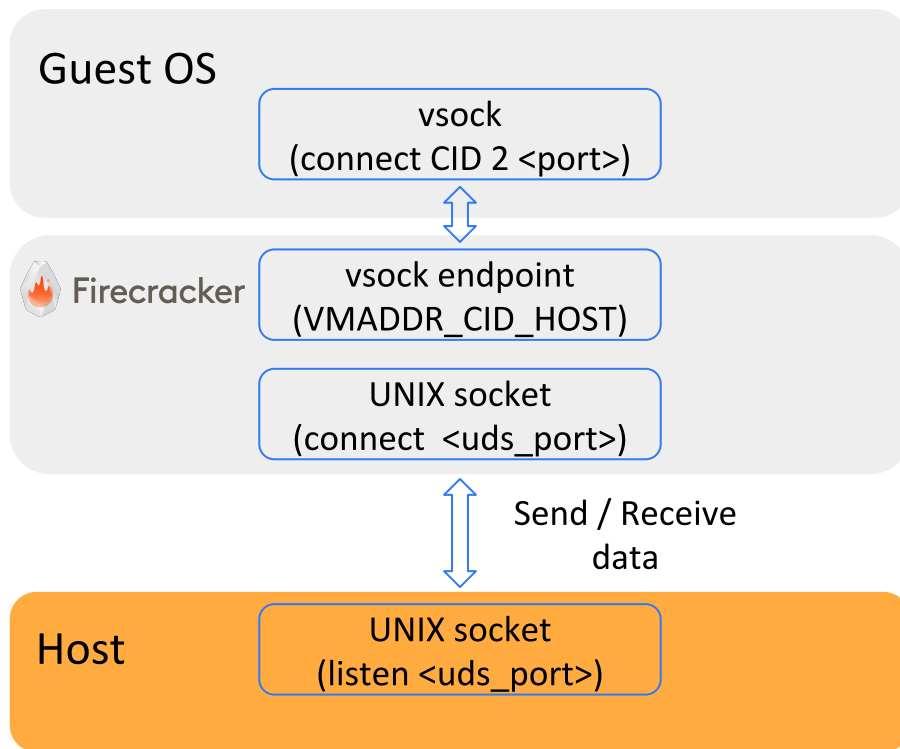 Guest OS
vsock
(connect CID 2 <port>)
Firecracker
vsock endpoint
(VMADDR_CID_HOST)
UNIX socket
(connect  <uds_port>)
Send / Receive
data
Host
UNIX socket
(listen <uds_port>)